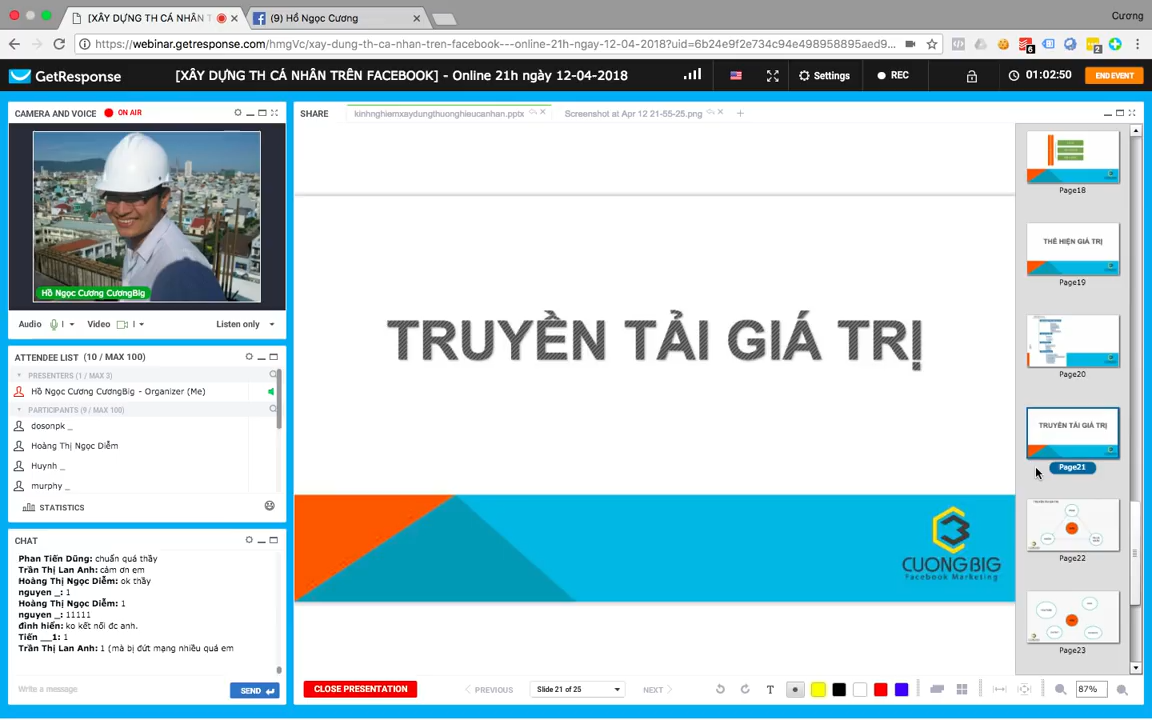 [XÂY DỰNG TH CÁ NHÂN T
(9) Hồ Ngọc Cương
Cương
https://webinar.getresponse.com/hmgVc/xay-dung-th-ca-nhan-tren-facebook---online-21h-ngay-12-04-2018?uid=6b24e9f2e734c94e498958895aed9...
6
2
GetResponse
[XÂY DỰNG TH CÁ NHÂN TRÊN FACEBOOK] - Online 21h ngày 12-04-2018
Settings
REC
01:02:50
END EVENT
CAMERA AND VOICE
ON AIR
SHARE
kinhnghiemxaydungthuonghieucanhan.pptx
Screenshot at Apr 12 21-55-25.png
Hồ Ngọc Cương CươngBig
Audio
Video
Listen only
ATTENDEE LIST (10 / MAX 100)
PRESENTERS (1 / MAX 3)
Hồ Ngọc Cương CươngBig - Organizer (Me)
PARTICIPANTS (9 / MAX 100)
dosonpk _
Hoàng Thị Ngọc Diễm
Huynh _
murphy _
STATISTICS
CHAT
Phan Tiến Dũng: chuẩn quá thầy
Trần Thị Lan Anh: cảm ơn em
Hoàng Thị Ngọc Diễm: ok thầy
nguyen _: 1
Hoàng Thị Ngọc Diễm: 1
nguyen _: 11111
đinh hiển: ko kết nối đc anh.
Tiến __1: 1
Trần Thị Lan Anh: 1 (mà bị đứt mạng nhiều quá em
Write a message
SEND
TRUYỀN TẢI GIÁ TRỊ
CUONGBIG
Facebook Marketing
Page18
THỂ HIỆN GIÁ TRỊ
Page19
Page20
TRUYỀN TẢI GIÁ TRỊ
Page21
Page22
Page23
CLOSE PRESENTATION
PREVIOUS
Slide 21 of 25
NEXT
T
87%